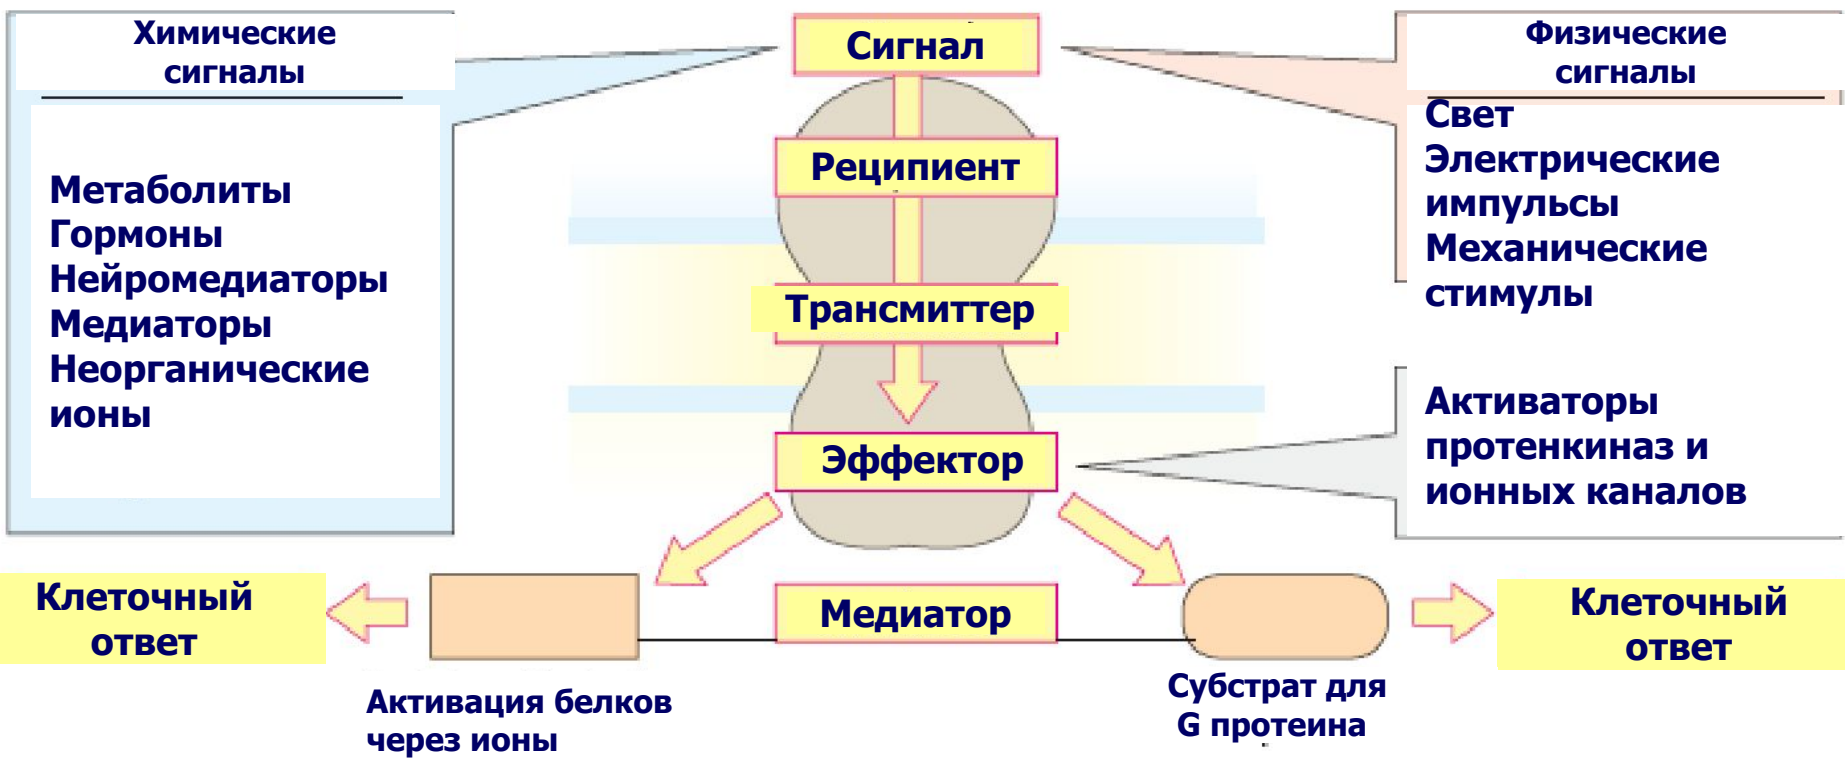 Химические
сигналы
Метаболиты
Гормоны
Нейромедиаторы
Медиаторы
Неорганические
ионы
Сигнал
Реципиент
Трансмиттер
Эффектор
Медиатор
Физические
сигналы
Свет
Электрические
импульсы
Механические
стимулы
Активаторы
протенкиназ и
ионных каналов
Клеточный
ответ
Активация белков
через ионы
Субстрат для
G протеина
Клеточный
ответ